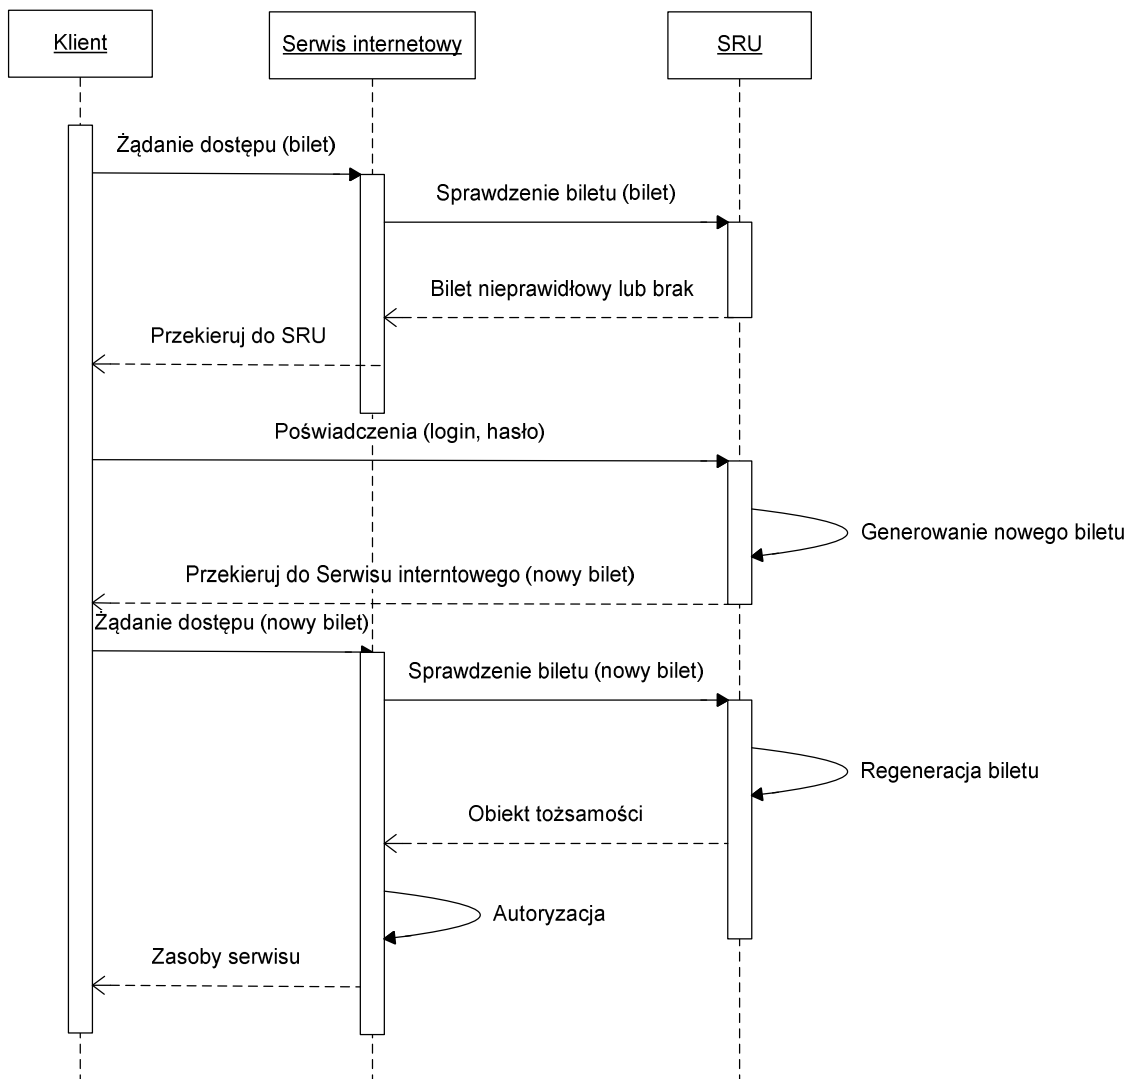 Klient
Serwis internetowy
SRU
Żądanie dostępu (bilet)
Sprawdzenie biletu (bilet)
Bilet nieprawidłowy lub brak
Przekieruj do SRU
Poświadczenia (login, hasło)
Generowanie nowego biletu
Przekieruj do Serwisu interntowego (nowy bilet)
Żądanie dostępu (nowy bilet)
Sprawdzenie biletu (nowy bilet)
Regeneracja biletu
Obiekt tożsamości
Autoryzacja
Zasoby serwisu